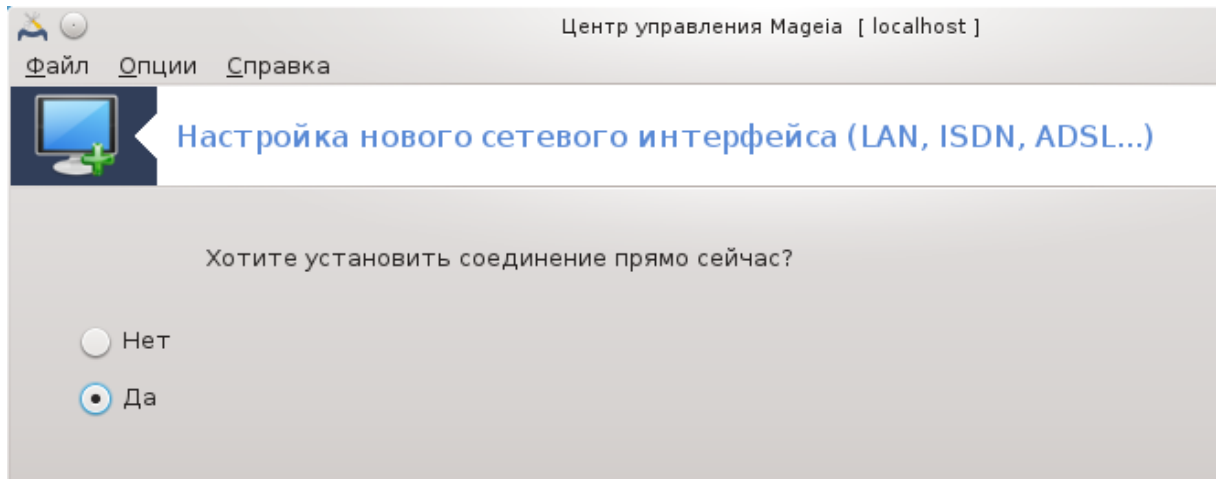 Центр управления Mageia [ localhost ]
Файл Опции Справка
Настройка нового сетевого интерфейса (LAN, ISDN, ADSL...)
Хотите установить соединение прямо сейчас?
Нет
Да